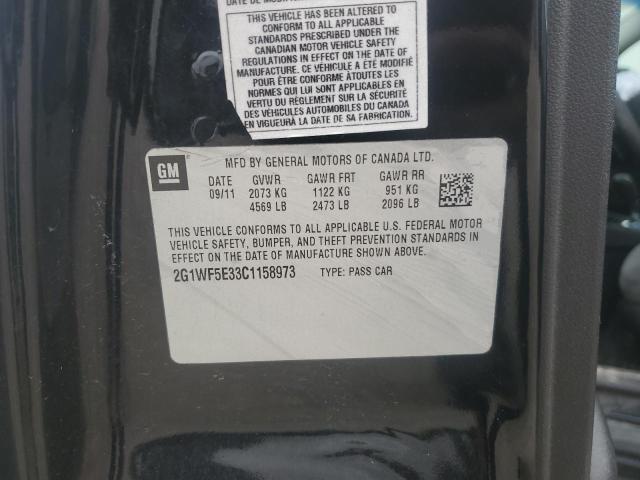 DATE DE MODI
THIS VEHICLE HAS BEEN ALTERED TO
CONFORM TO ALL APPLICABLE
STANDARDS PRESCRIBED UNDER THE
CANADIAN MOTOR VEHICLE SAFETY
REGULATIONS IN EFFECT ON THE DATE OF
MANUFACTURE. CE VÉHICULE A ÉTÉ MODIFIÉ
POUR ÊTRE CONFORME ÀTOUTES LES
NORMES QUI LUI SONT APPLICABLES EN
VERTU DU RÈGLEMENT SUR LA SÉCURITÉ
DES VÉHICULES AUTOMOBILES DU CANADA
EN VIGUEUR À LA DATE DE SA FABRICATION.
GM
MFD BY GENERAL MOTORS OF CANADA LTD.
DATE GVWR GAWR FRT GAWR RR
09/11 2073 KG 1122 KG 951 KG
4569 LB 2473 LB 2096 LB
THIS VEHICLE CONFORMS TO ALL APPLICABLE U.S. FEDERAL MOTOR
VEHICLE SAFETY, BUMPER, AND THEFT PREVENTION STANDARDS IN
EFFECT ON THE DATE OF MANUFACTURE SHOWN ABOVE.
2G1WF5E33C1158973 TYPE: PASS CAR